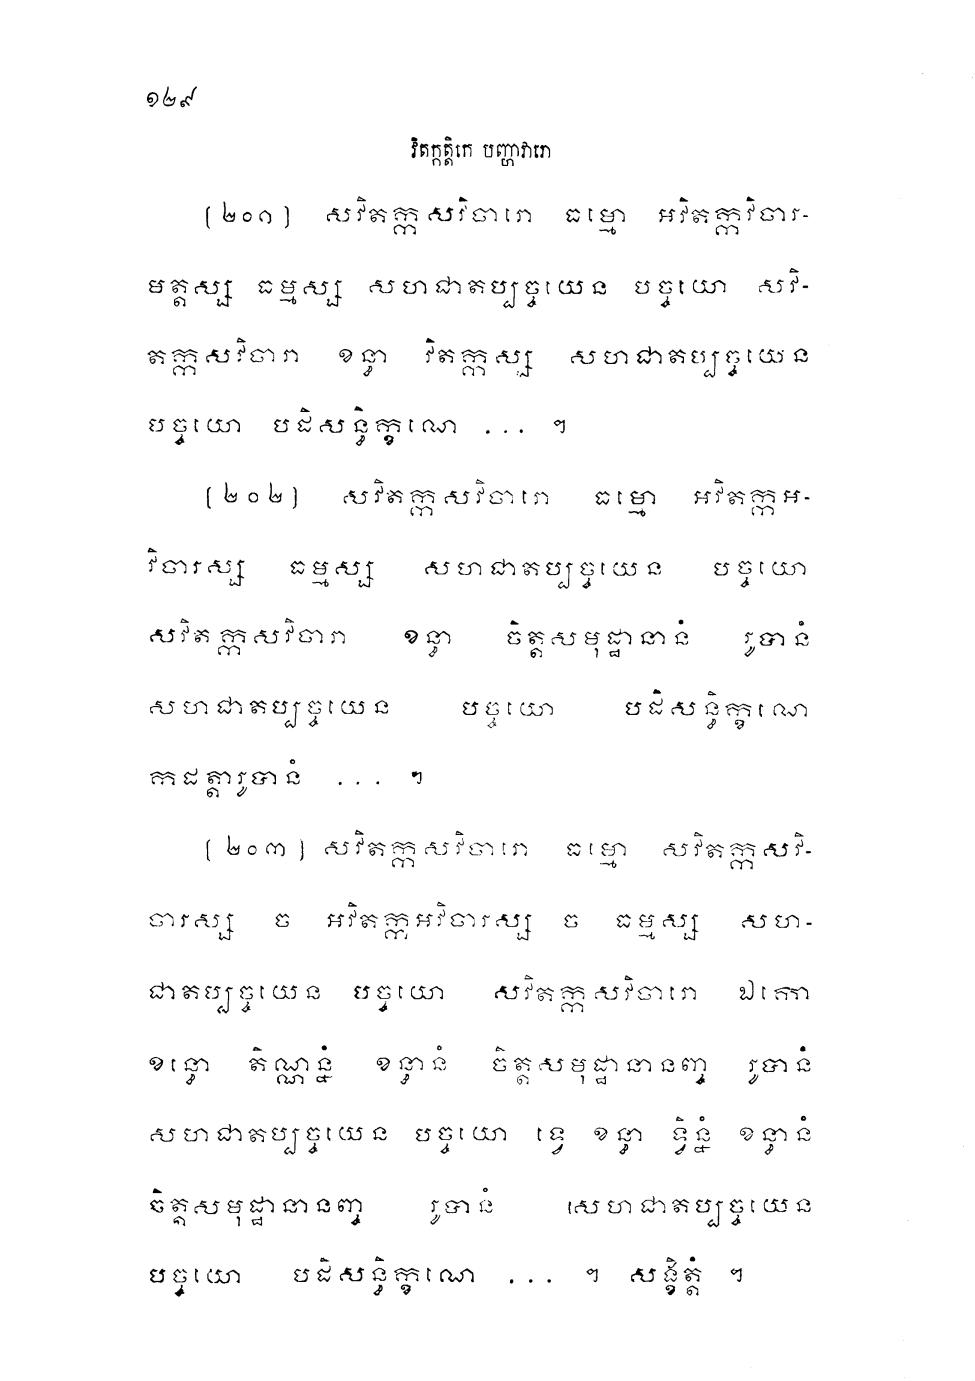 ១២៩
វិតក្កត្តិកេ បញ្ហាវារោ
(២០១) សវិតក្កសវិចារោ ធម្មោ អវិតក្កវិចារ-
មត្តស្ស ធម្មស្ស សហជាតប្បច្ចយេន បច្ចយោ សវិ-
តក្កសវិចារា ខន្ធា វិតក្កស្ស សហជាតប្បច្ចយេន
បច្ចយោ បដិសន្ធិក្ខណេ ... ។
(២០២) សវិតក្កសវិចារោ ធម្មោ អវិតក្កអ-
វិចារស្ស ធម្មស្ស សហជាតប្បច្ចយេន បច្ចយោ
សវិតក្កសវិចារា ខន្ធា ចិត្តសមុដ្ឋានានំ រូបានំ
សហជាតប្បច្ចយេន បច្ចយោ បដិសន្ធិក្ខណេ
កដត្តារូបានំ ... ។
(២០៣) សវិតក្កសវិចារោ ធម្មោ សវិតក្កសវិ-
ចារស្ស ច អវិតក្កអវិចារស្ស ច ធម្មស្ស សហ-
ជាតប្បច្ចយេន បច្ចយោ សវិតក្កសវិចារោ ឯកោ
ខន្ធោ តិណ្ណន្នំ ខន្ធានំ ចិត្តសមុដ្ឋានានញ្ច រូបានំ
សហជាតប្បច្ចយេន បច្ចយោ ទ្វេ ខន្ធា ទ្វិន្នំ ខន្ធានំ
ចិត្តសមុដ្ឋានានញ្ច រូបានំ សេហជាតប្បច្ចយេន
បច្ចយោ បដិសន្ធិក្ខណេ ... ។ សង្ខិត្តំ ។